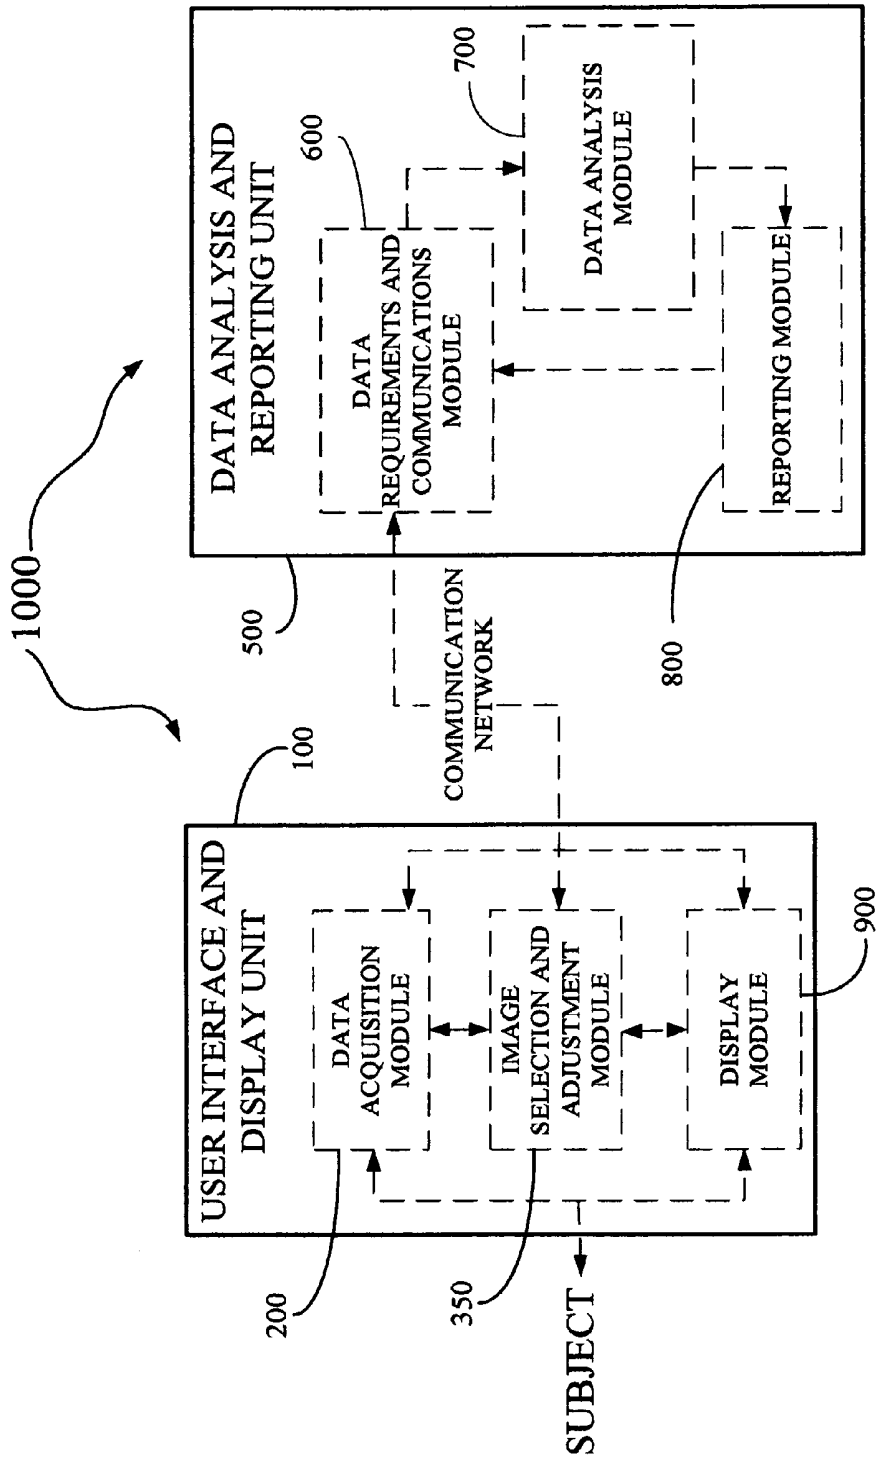 1000
USER INTERFACE AND
DISPLAY UNIT
100
200
DATA
ACQUISITION
MODULE
350
IMAGE
SELECTION AND
ADJUSTMENT
MODULE
DISPLAY
MODULE
900
SUBJECT
COMMUNICATION
NETWORK
DATA ANALYSIS AND
REPORTING UNIT
500
600
DATA
REQUIREMENTS AND
COMMUNICATIONS
MODULE
700
DATA ANALYSIS
MODULE
800
REPORTING MODULE